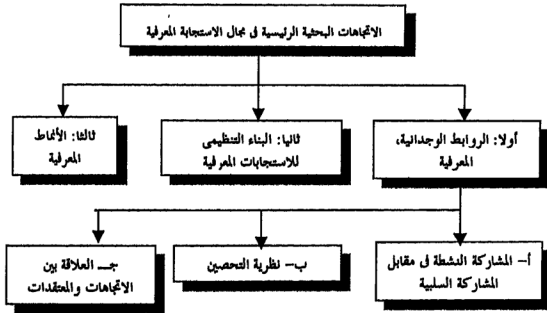 الاتجاهات البحثية الرئيسية فى مجال الاستجابة المعرفية
أولا: الروابط الوجدانية،
المعرفية
ثانيا: البناء التنظيمى
للاستجابات المعرفية
ثالثا: الأنماط
المعرفية
أ- المشاركة النشطة فى مقابل
المشاركة السلبية
ب- نظرية التحصين
جـ العلاقة بين
الاتجاهات والمعتقدات